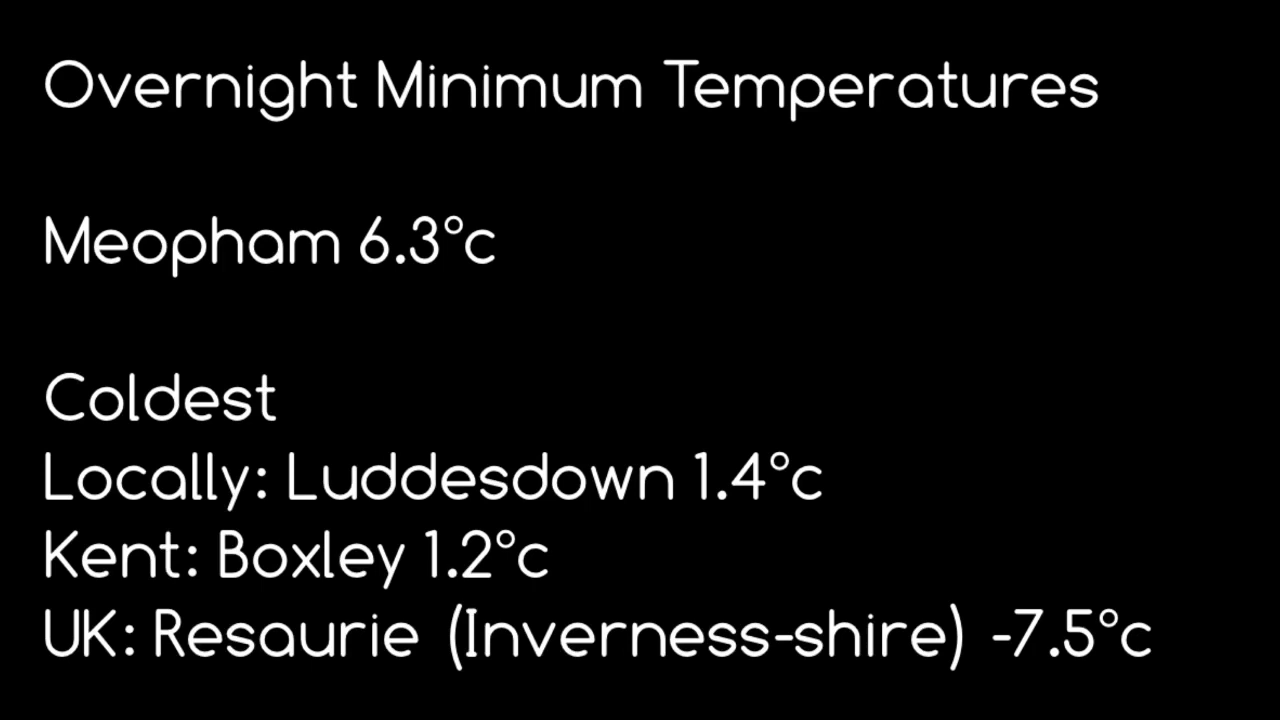 Overnight Minimum Temperatures
Meopham 6.3°c
Coldest
Locally: Luddesdown 1.4°c
Kent: Boxley 1.2°c
UK: Resaurie (Inverness-shire) -7.5°c